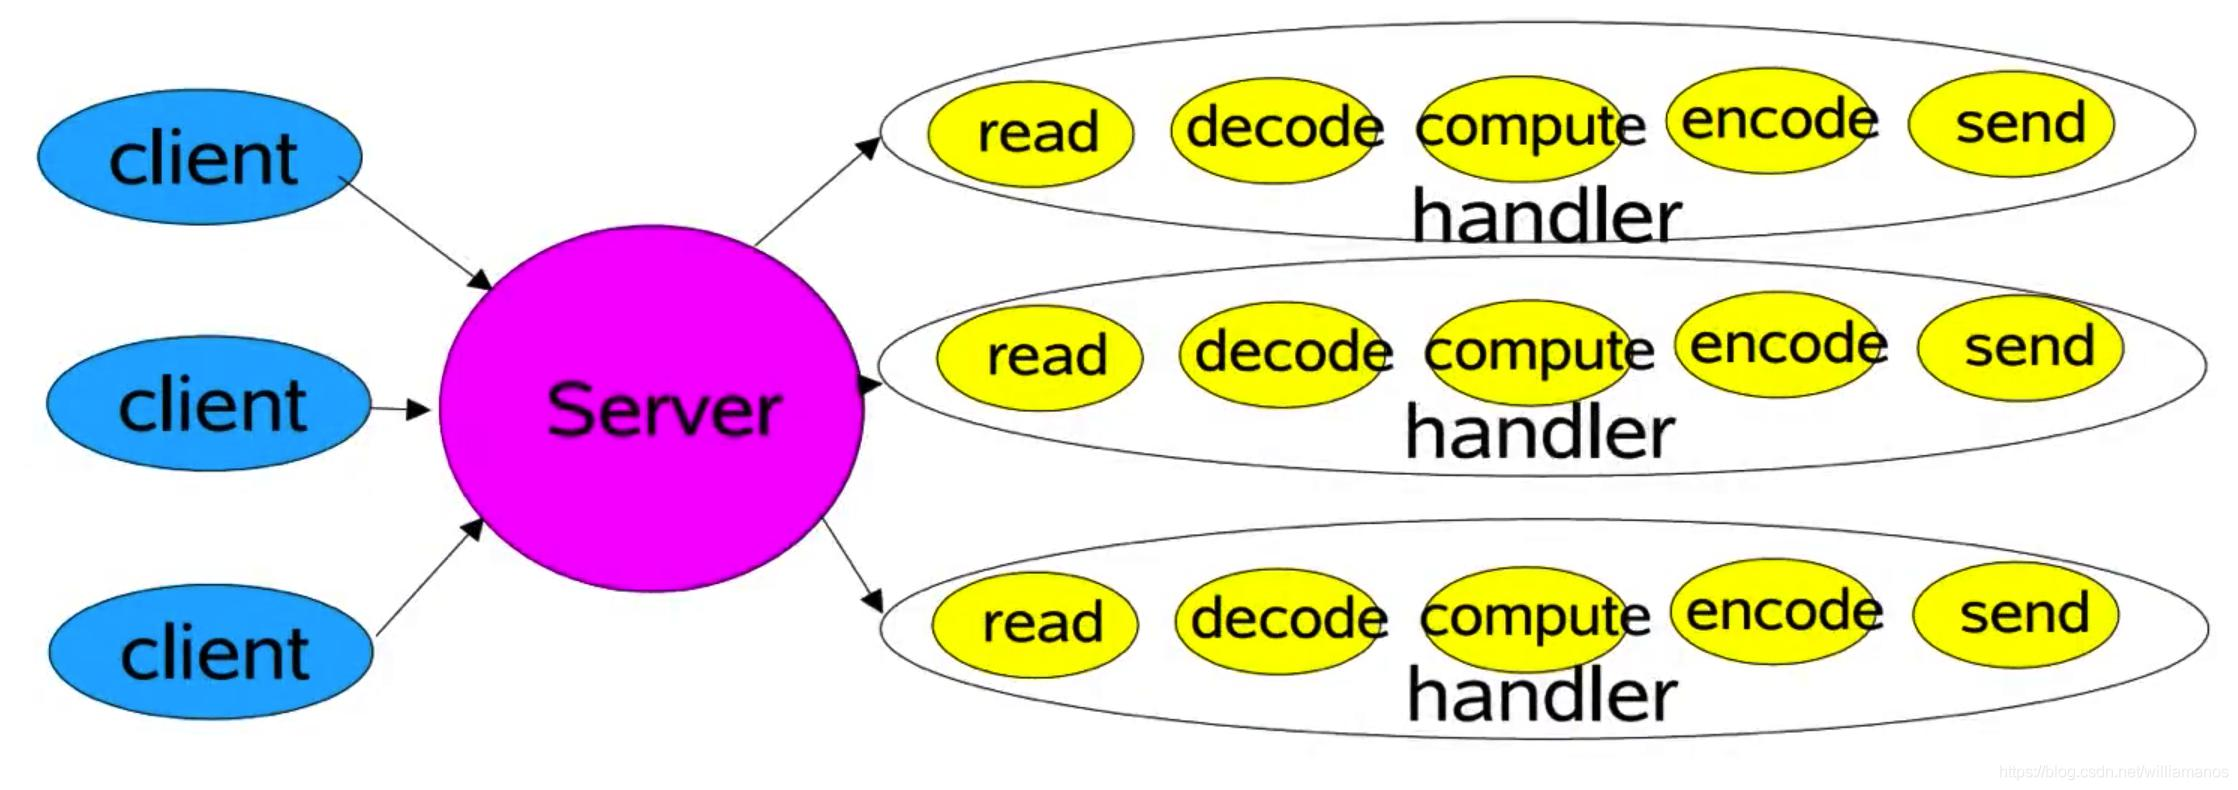 client
client
client
Server
read decode compute encode send
handler
read decode compute encode send
handler
read decode compute encode send
handler
https://blog.csdn.net/williamanos